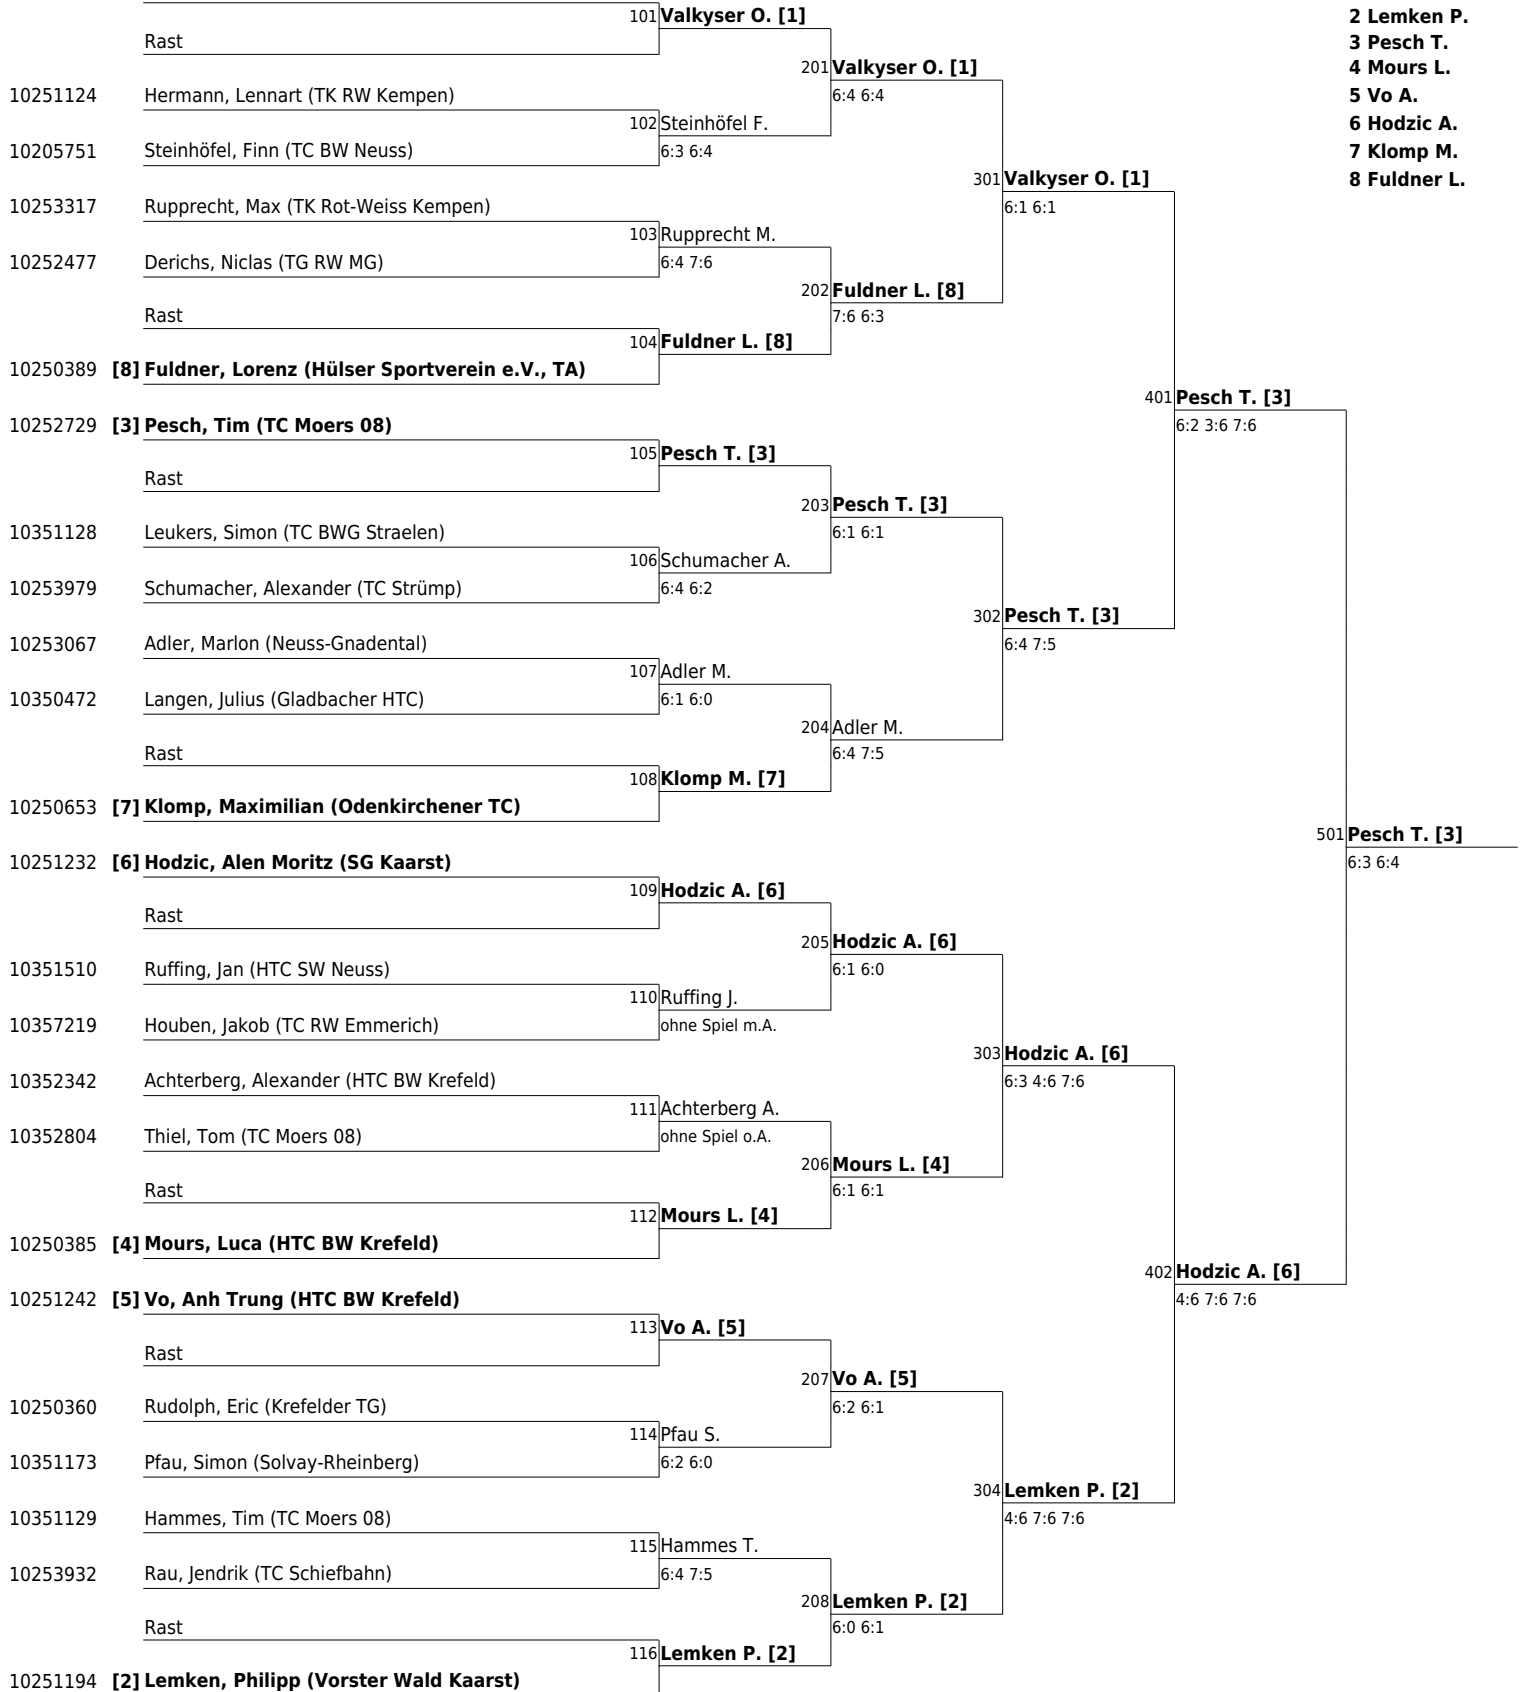 101 Valkyser O. [1]
2 Lemken P.
Rast
3 Pesch T.
201 Valkyser O. [1]
4 Mours L.
10251124 Hermann, Lennart (TK RW Kempen)
6:4 6:4
5 Vo A.
102 Steinhöfel F.
6 Hodzic A.
10205751 Steinhöfel, Finn (TC BW Neuss)
6:3 6:4
7 Klomp M.
301 Valkyser O. [1]
8 Fuldner L.
10253317 Rupprecht, Max (TK Rot-Weiss Kempen)
6:1 6:1
103 Rupprecht M.
10252477 Derichs, Niclas (TG RW MG)
6:4 7:6
202 Fuldner L. [8]
Rast
7:6 6:3
104 Fuldner L. [8]
10250389 [8] Fuldner, Lorenz (Hülser Sportverein e.V., TA)
401 Pesch T. [3]
10252729 [3] Pesch, Tim (TC Moers 08)
6:2 3:6 7:6
105 Pesch T. [3]
Rast
203 Pesch T. [3]
10351128 Leukers, Simon (TC BWG Straelen)
6:1 6:1
106 Schumacher A.
10253979 Schumacher, Alexander (TC Strümp)
6:4 6:2
302 Pesch T. [3]
10253067 Adler, Marlon (Neuss-Gnadental)
6:4 7:5
107 Adler M.
10350472 Langen, Julius (Gladbacher HTC)
6:1 6:0
204 Adler M.
Rast
6:4 7:5
108 Klomp M. [7]
10250653 [7] Klomp, Maximilian (Odenkirchener TC)
501 Pesch T. [3]
10251232 [6] Hodzic, Alen Moritz (SG Kaarst)
6:3 6:4
109 Hodzic A. [6]
Rast
205 Hodzic A. [6]
10351510 Ruffing, Jan (HTC SW Neuss)
6:1 6:0
110 Ruffing J.
10357219 Houben, Jakob (TC RW Emmerich)
ohne Spiel m.A.
303 Hodzic A. [6]
10352342 Achterberg, Alexander (HTC BW Krefeld)
6:3 4:6 7:6
111 Achterberg A.
10352804 Thiel, Tom (TC Moers 08)
ohne Spiel o.A.
206 Mours L. [4]
Rast
6:1 6:1
112 Mours L. [4]
10250385 [4] Mours, Luca (HTC BW Krefeld)
402 Hodzic A. [6]
10251242 [5] Vo, Anh Trung (HTC BW Krefeld)
4:6 7:6 7:6
113 Vo A. [5]
Rast
207 Vo A. [5]
10250360 Rudolph, Eric (Krefelder TG)
6:2 6:1
114 Pfau S.
10351173 Pfau, Simon (Solvay-Rheinberg)
6:2 6:0
304 Lemken P. [2]
10351129 Hammes, Tim (TC Moers 08)
4:6 7:6 7:6
115 Hammes T.
10253932 Rau, Jendrik (TC Schiefbahn)
6:4 7:5
208 Lemken P. [2]
Rast
6:0 6:1
116 Lemken P. [2]
10251194 [2] Lemken, Philipp (Vorster Wald Kaarst)